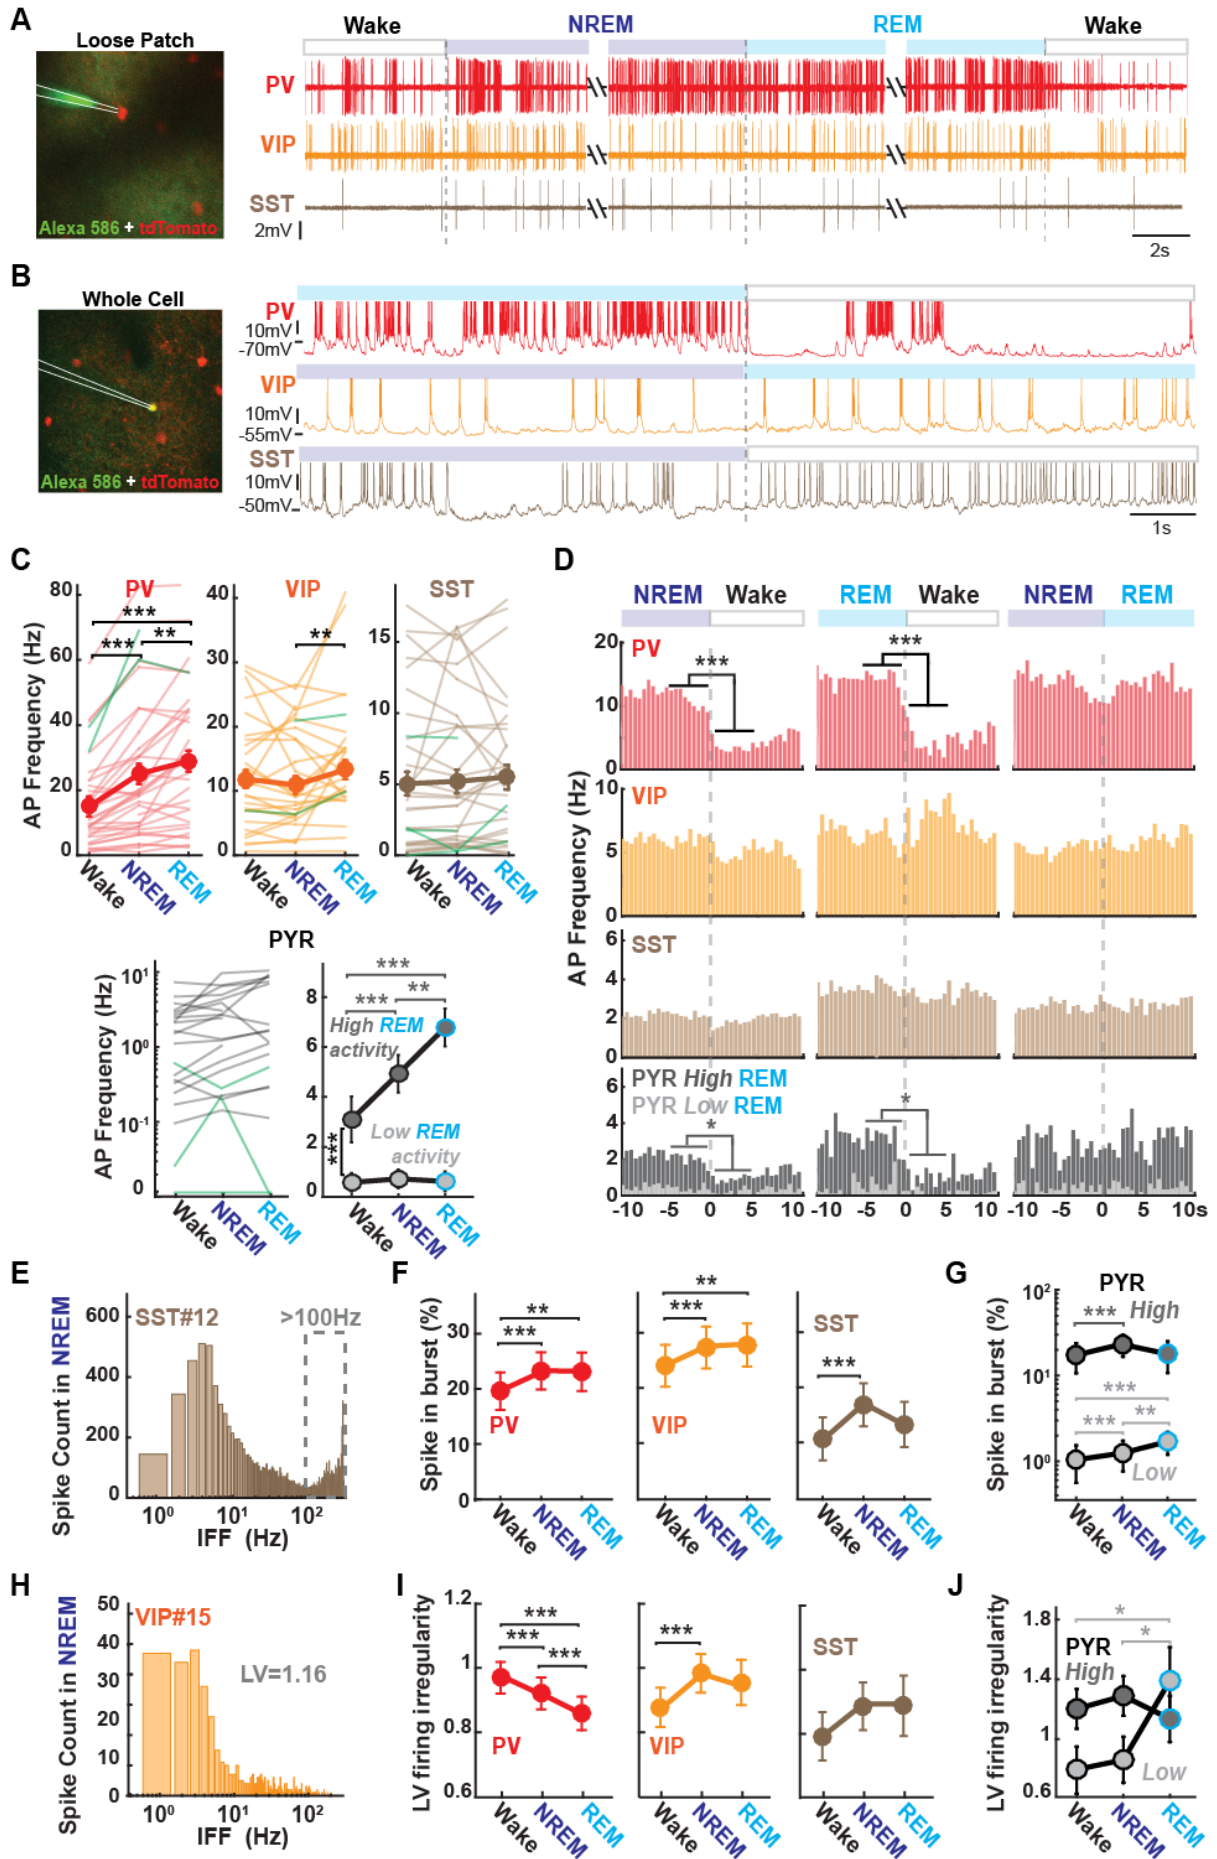 A
Loose Patch
Alexa 586 + tdTomato
Wake NREM REM Wake
PV
VIP
SST
2mV
2s
B
Whole Cell
Alexa 586 + tdTomato
PV
10mV
-70mV
VIP
10mV
-55mV
SST
10mV
-50mV
1s
C
PV VIP SST
AP Frequency (Hz)
80
60
40
20
0
*** *** **
40
30
20
10
0
**
15
10
5
0
Wake NREM REM
Wake NREM REM
Wake NREM REM
PYR
AP Frequency (Hz)
10¹
10⁰
10⁻¹
0
Wake NREM REM
8
6
4
2
0
***
*** **
High REM
activity
Low REM
activity
***
Wake NREM REM
D
NREM Wake REM Wake NREM REM
AP Frequency (Hz)
PV
20
10
0
*** ***
VIP
10
5
0
SST
6
4
2
0
PYR High REM
PYR Low REM
6
4
2
0
* *
-10 -5 0 5 10 -10 -5 0 5 10 -10 -5 0 5 10s
E
Spike Count in NREM
SST#12
>100Hz
600
400
200
0
10⁰ 10¹ 10²
IFF (Hz)
F
Spike in burst (%)
30
20
10
0
**
***
PV
**
***
VIP
SST
***
Wake NREM REM
Wake NREM REM
Wake NREM REM
G
PYR
Spike in burst (%)
10²
10¹
10⁰
*** High
***
*** **
Low
Wake NREM REM
H
Spike Count in NREM
VIP#15
LV=1.16
50
40
30
20
10
0
10⁰ 10¹ 10²
IFF (Hz)
I
LV firing irregularity
1.2
1
0.8
0.6
***
***
***
PV
***
VIP
SST
Wake NREM REM
Wake NREM REM
Wake NREM REM
J
LV firing irregularity
1.8
1.4
1
0.6
*
*
PYR
High
Low
Wake NREM REM